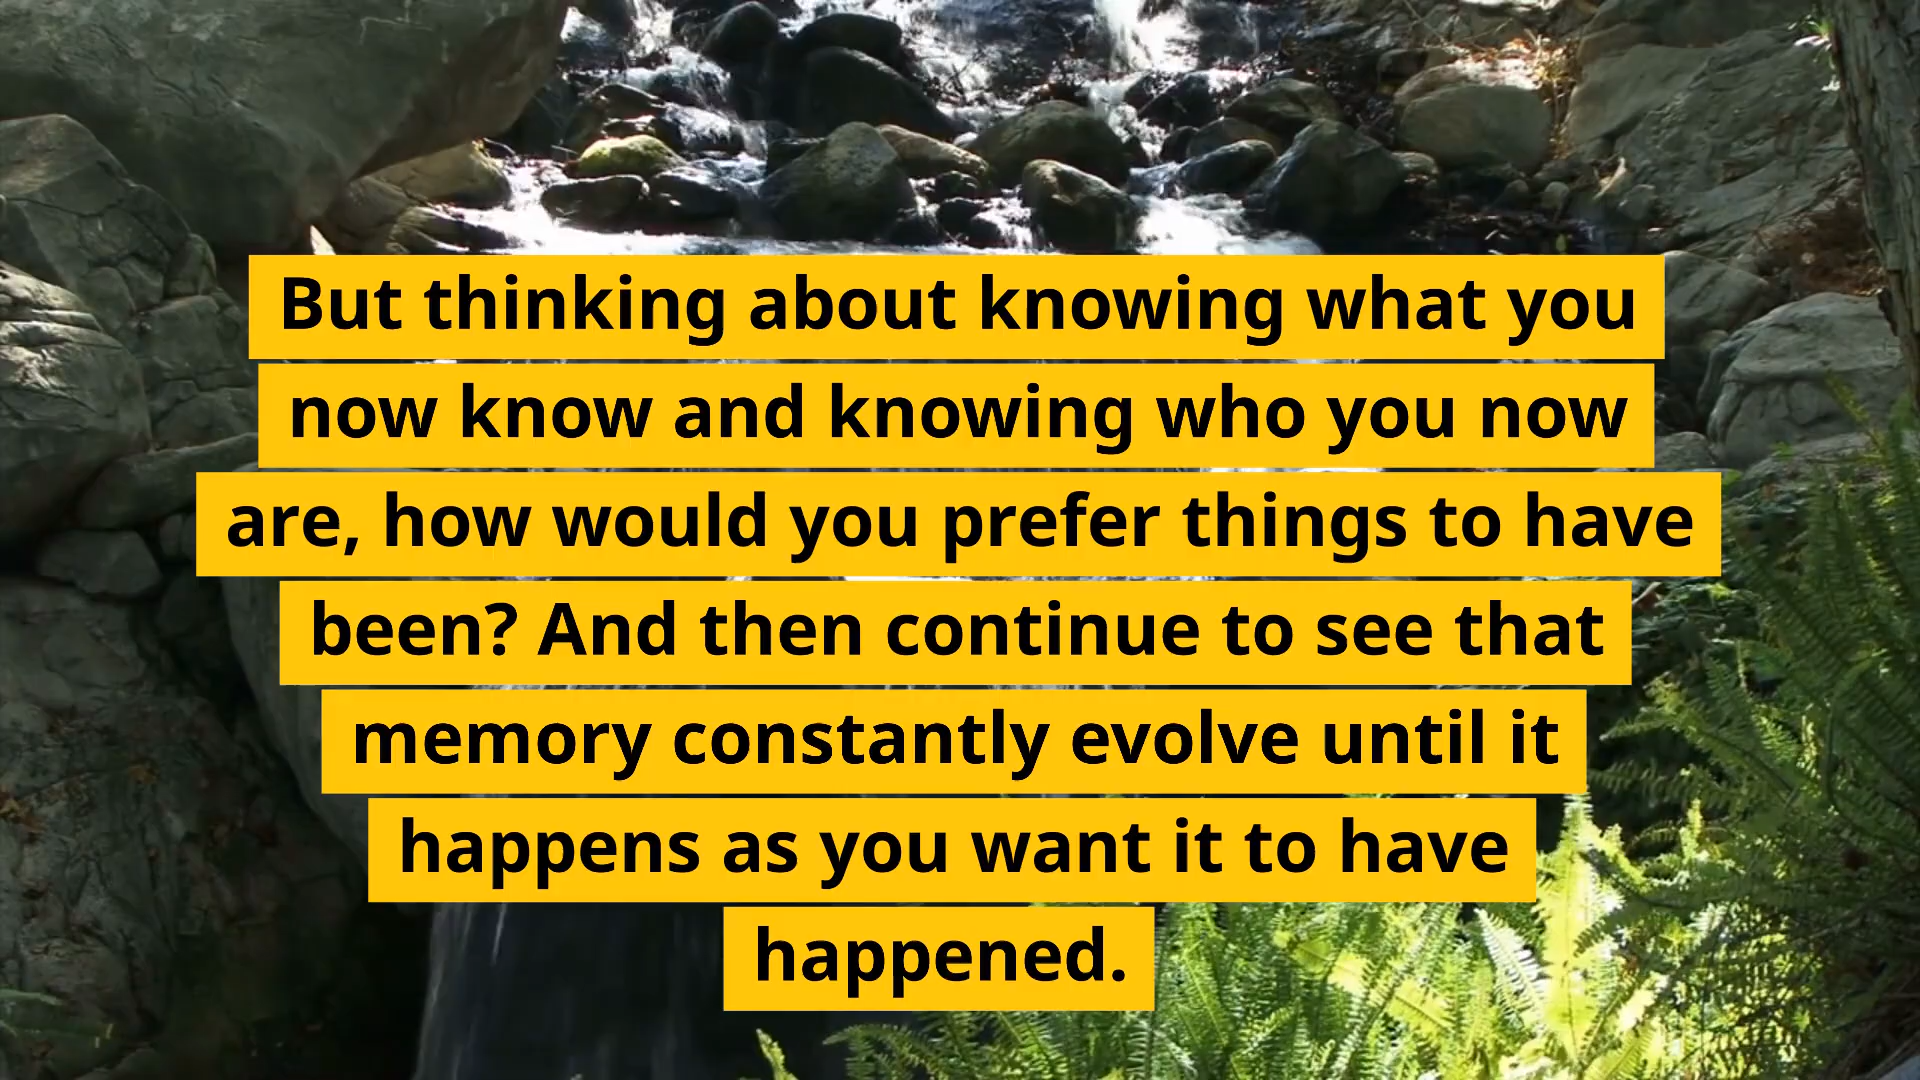 But thinking about knowing what you
now know and knowing who you now
are, how would you prefer things to have
been? And then continue to see that
memory constantly evolve until it
happens as you want it to have
happened.